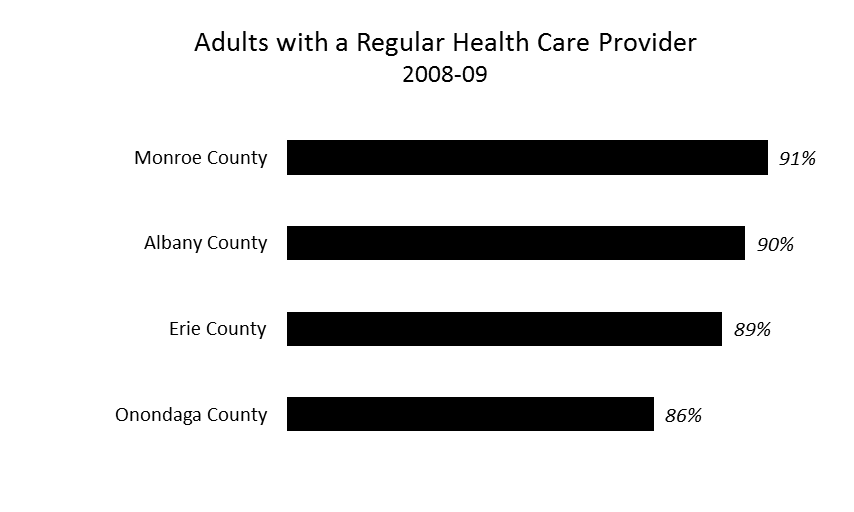 Adults with a Regular Health Care Provider
2008-09
Monroe County 91%
Albany County 90%
Erie County 89%
Onondaga County 86%